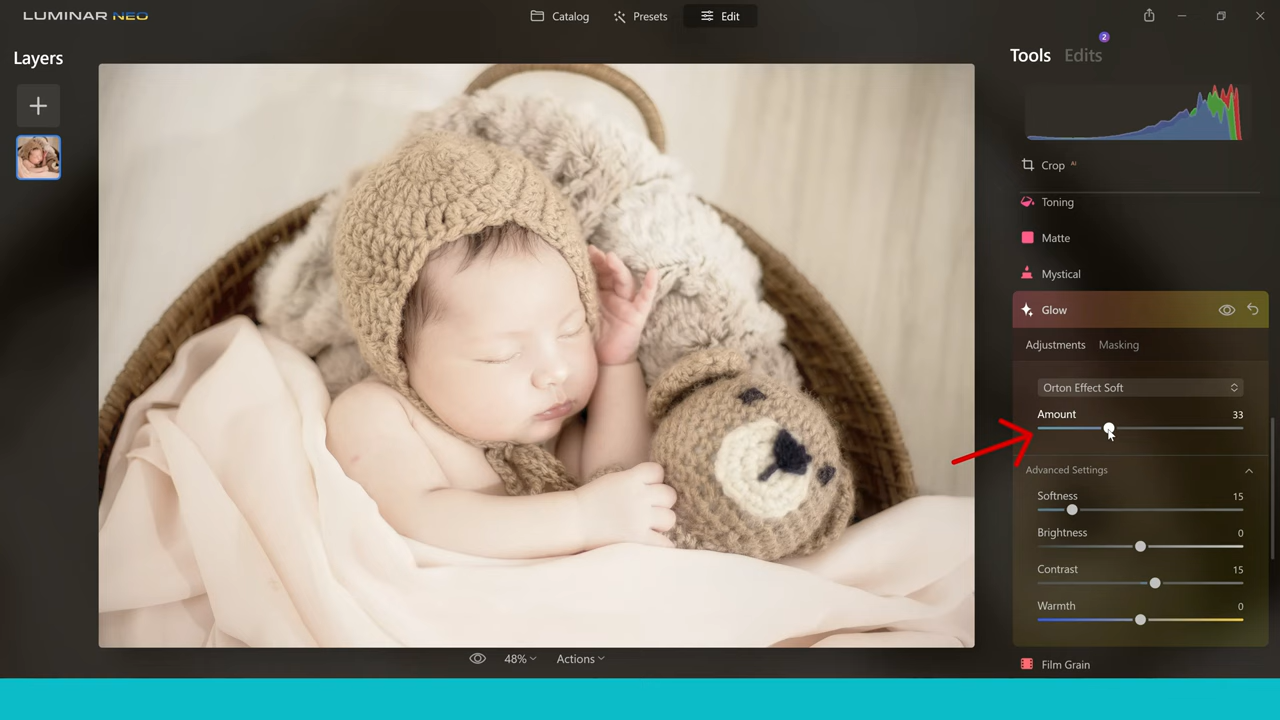 LUMINAR NEO
Catalog
Presets
Edit
Layers
Tools
Edits
2
Crop AI
Toning
Matte
Mystical
Glow
Adjustments
Masking
Orton Effect Soft
Amount 33
Advanced Settings
Softness 15
Brightness 0
Contrast 15
Warmth 0
Film Grain
48%
Actions